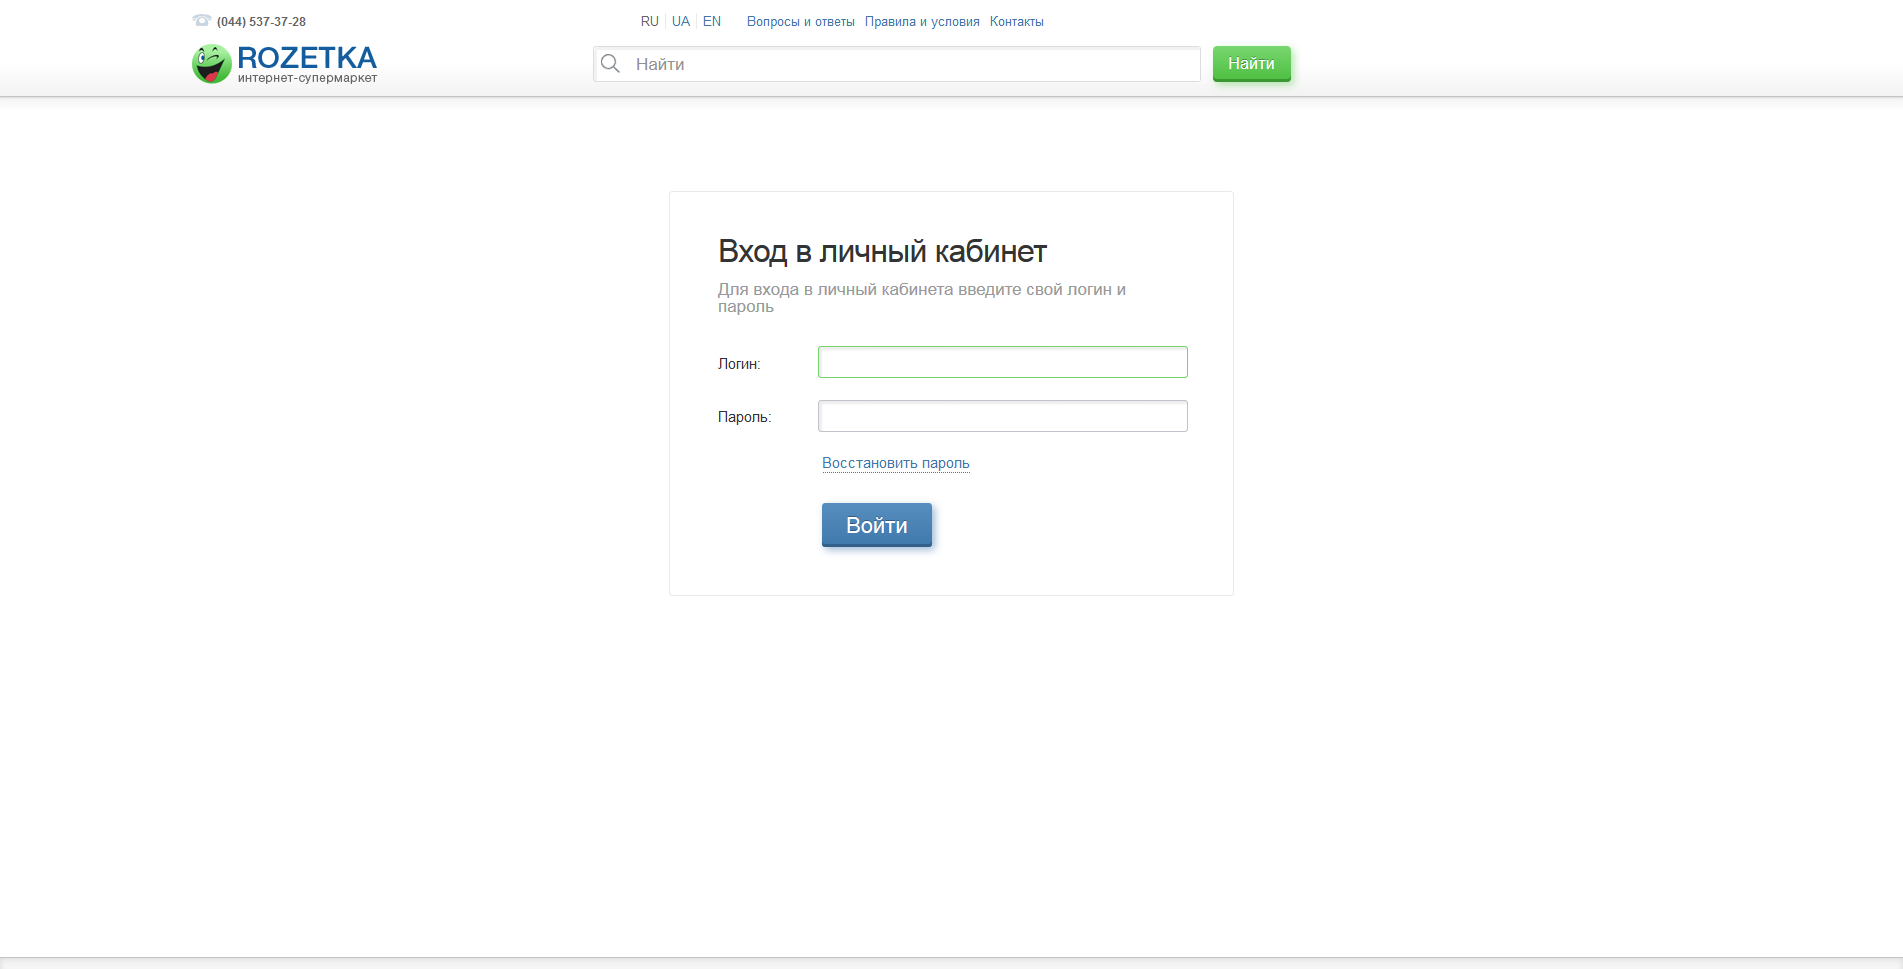 (044) 537-37-28
RU UA EN Вопросы и ответы Правила и условия Контакты
ROZETKA
интернет-супермаркет
Найти
Найти
Вход в личный кабинет
Для входа в личный кабинета введите свой логин и
пароль
Логин:
Пароль:
Восстановить пароль
Войти